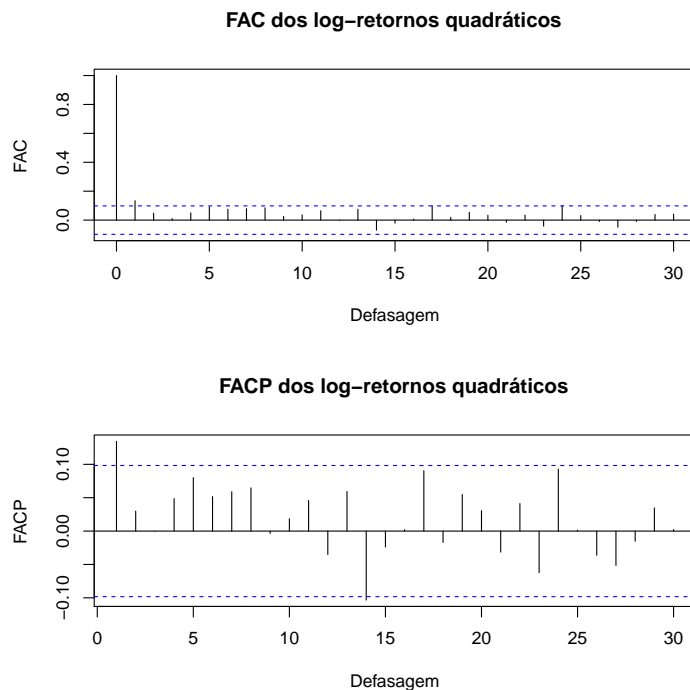 FAC dos log−retornos quadráticos
FAC
0.0 0.4 0.8
0 5 10 15 20 25 30
Defasagem
FACP dos log−retornos quadráticos
FACP
−0.10 0.00 0.10
0 5 10 15 20 25 30
Defasagem